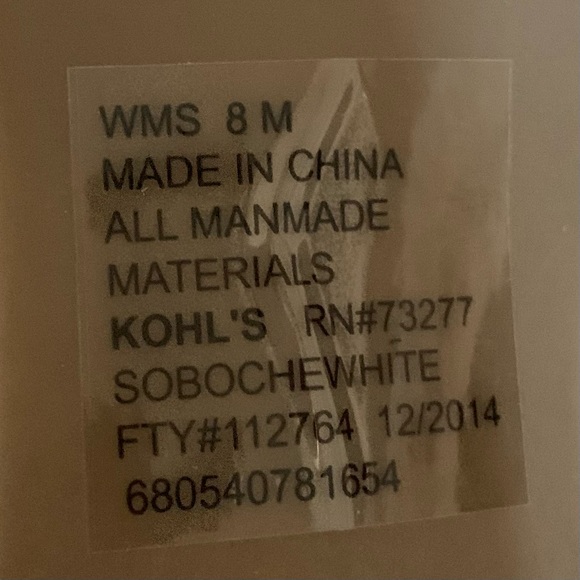 WMS 8 M
MADE IN CHINA
ALL MANMADE
MATERIALS
KOHL'S RN#73277
SOBOCHEWHITE
FTY#112764 12/2014
680540781654